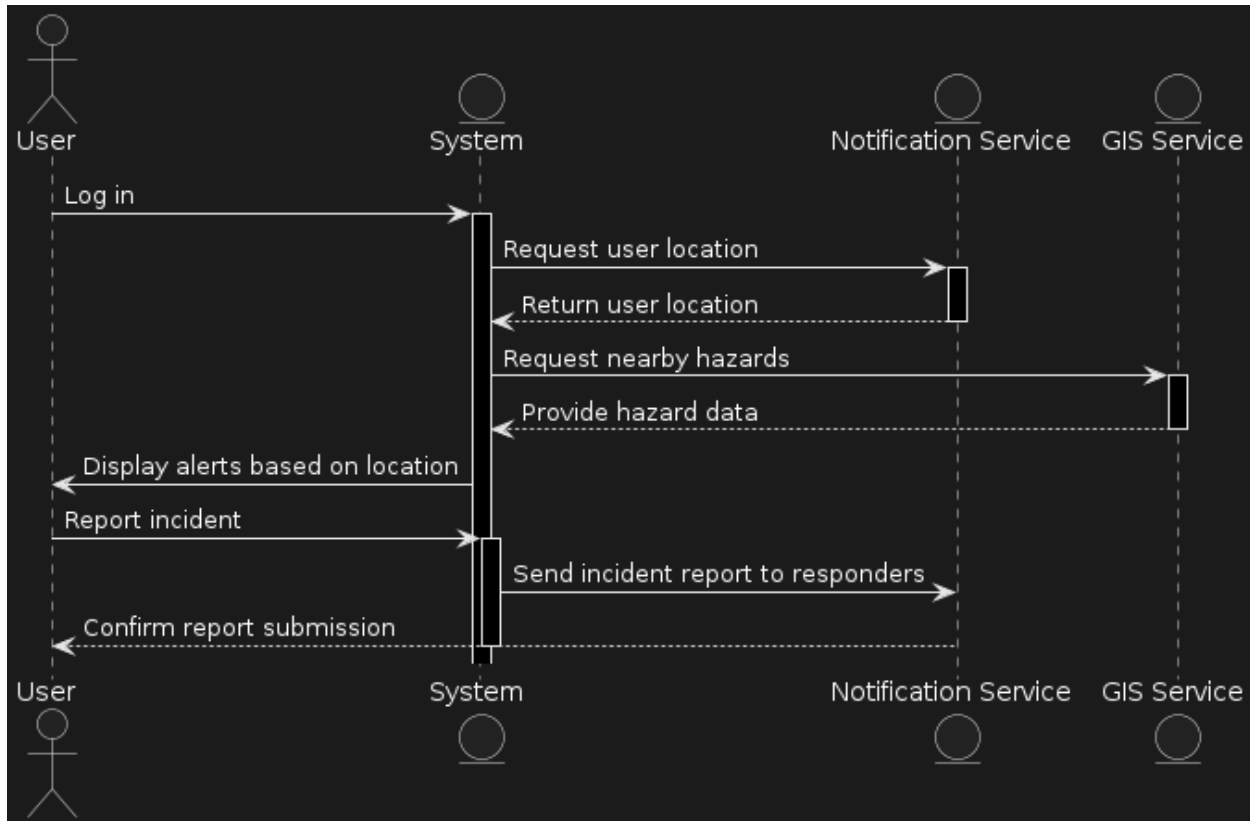 User
System
Notification Service
GIS Service
Log in
Request user location
Return user location
Request nearby hazards
Provide hazard data
Display alerts based on location
Report incident
Send incident report to responders
Confirm report submission
User
System
Notification Service
GIS Service